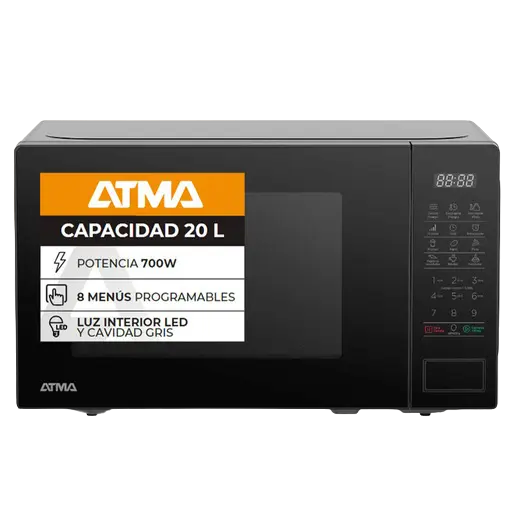 ATMA
CAPACIDAD 20 L
POTENCIA 700W
8 MENÚS PROGRAMABLES
LED
LUZ INTERIOR LED
Y CAVIDAD GRIS
88:88
1 2 3
4 5 6
7 8 9
0
ATMA